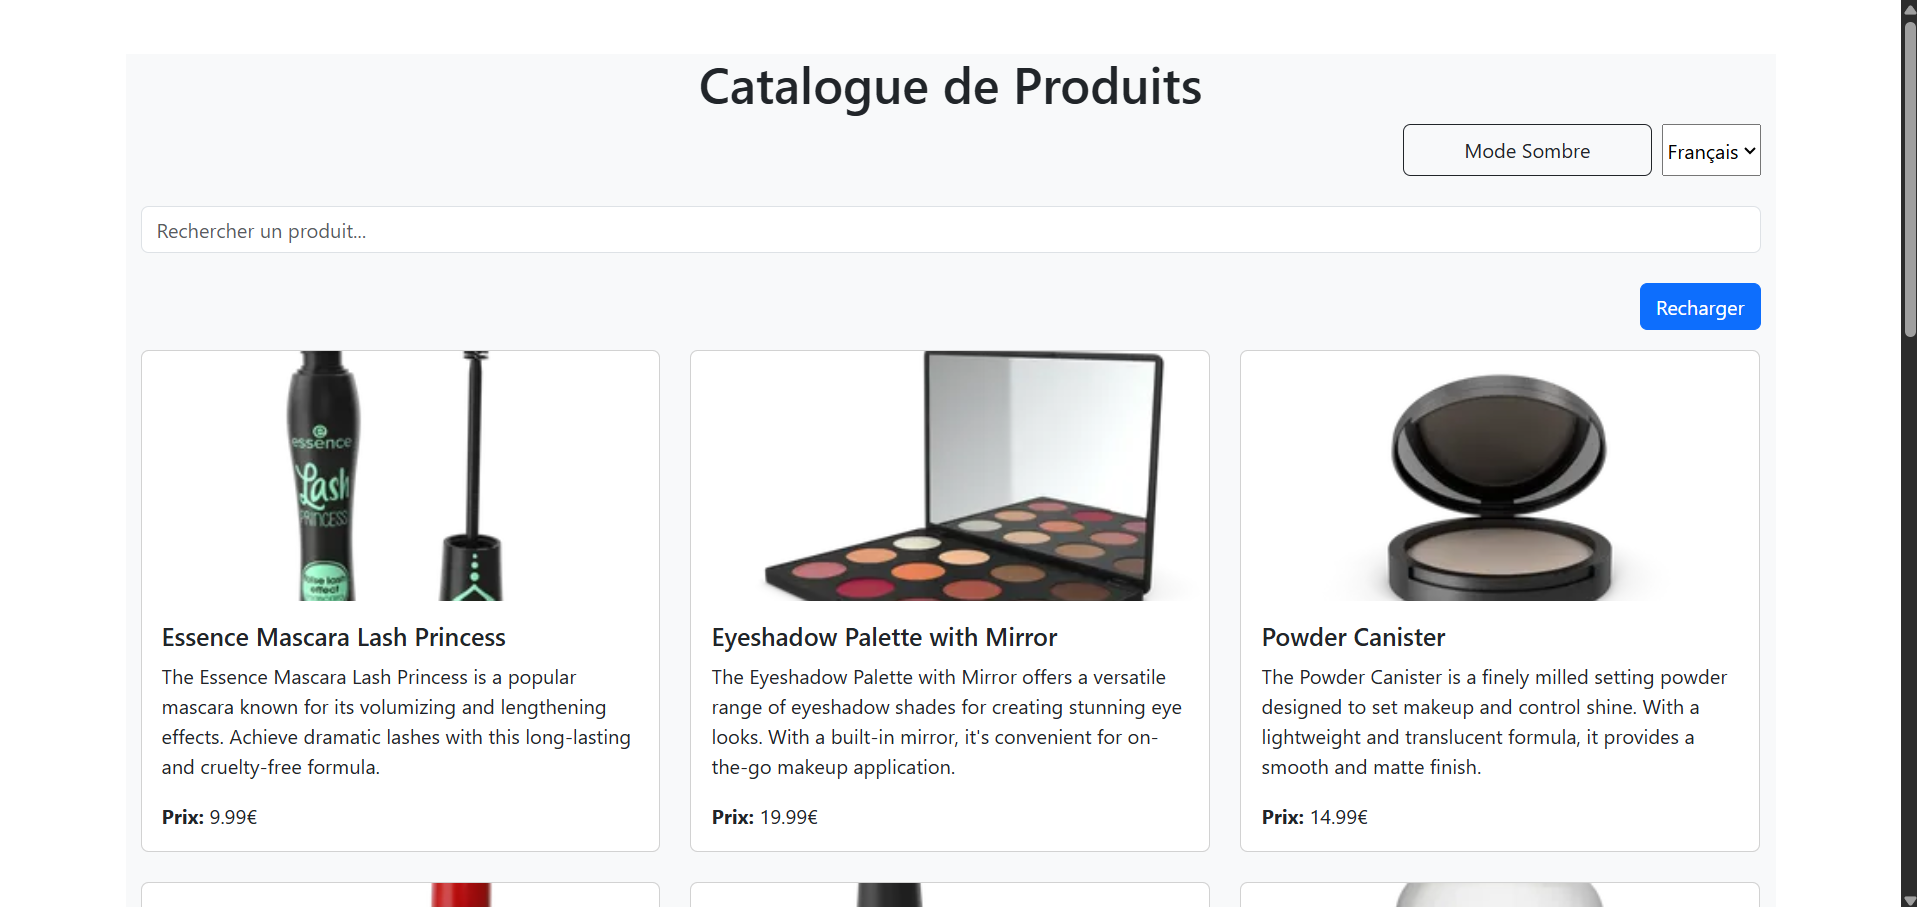 Catalogue de Produits
Mode Sombre
Français
Rechercher un produit...
Recharger
essence
Lash
PRINCESS
false lash
effect
Essence Mascara Lash Princess
The Essence Mascara Lash Princess is a popular
mascara known for its volumizing and lengthening
effects. Achieve dramatic lashes with this long-lasting
and cruelty-free formula.
Prix: 9.99€
Eyeshadow Palette with Mirror
The Eyeshadow Palette with Mirror offers a versatile
range of eyeshadow shades for creating stunning eye
looks. With a built-in mirror, it's convenient for on-
the-go makeup application.
Prix: 19.99€
Powder Canister
The Powder Canister is a finely milled setting powder
designed to set makeup and control shine. With a
lightweight and translucent formula, it provides a
smooth and matte finish.
Prix: 14.99€